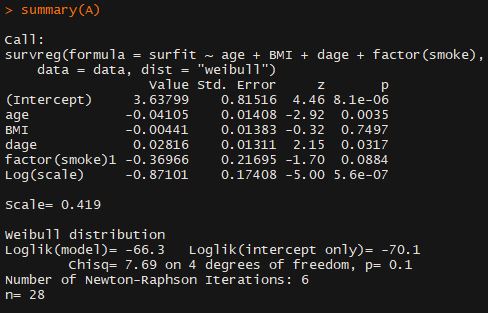 > summary(A)
Call:
survreg(formula = surfit ~ age + BMI + dage + factor(smoke),
data = data, dist = "weibull")
Value Std. Error z p
(Intercept) 3.63799 0.81516 4.46 8.1e-06
age -0.04105 0.01408 -2.92 0.0035
BMI -0.00441 0.01383 -0.32 0.7497
dage 0.02816 0.01311 2.15 0.0317
factor(smoke)1 -0.36966 0.21695 -1.70 0.0884
Log(scale) -0.87101 0.17408 -5.00 5.6e-07
Scale= 0.419
Weibull distribution
Loglik(model)= -66.3 Loglik(intercept only)= -70.1
Chisq= 7.69 on 4 degrees of freedom, p= 0.1
Number of Newton-Raphson Iterations: 6
n= 28